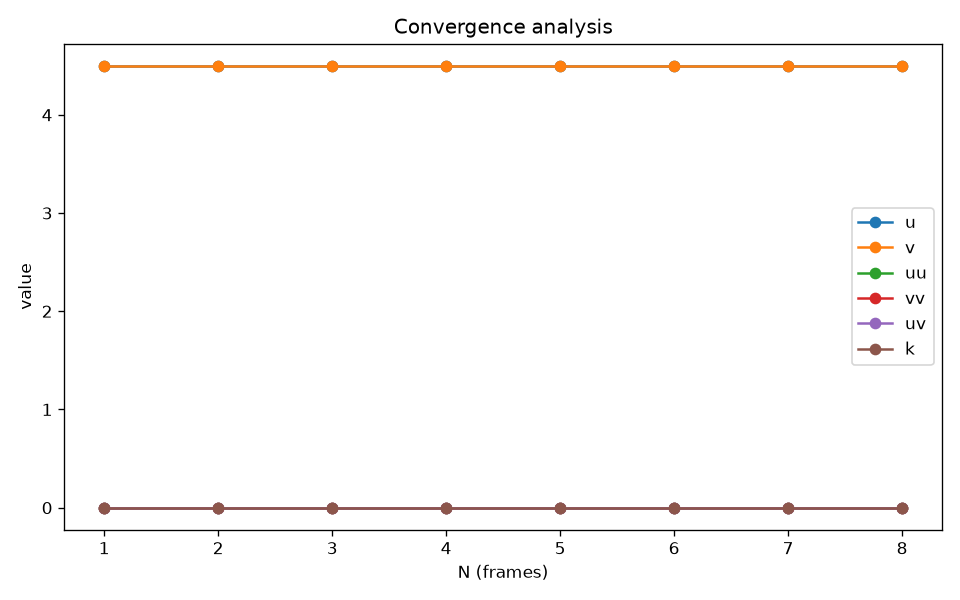 Convergence analysis
value
4
3
2
1
0
u
v
uu
vv
uv
k
1 2 3 4 5 6 7 8
N (frames)